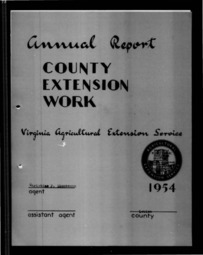 Annual Report
COUNTY
EXTENSION
WORK
Virginia Agricultural Extension Service
1954
agent
assistant agent
county